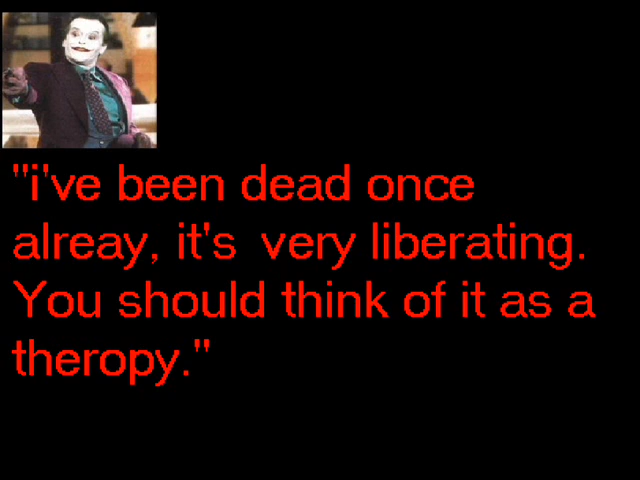 "i've been dead once
alreay, it's  very liberating.
You should think of it as a
theropy."